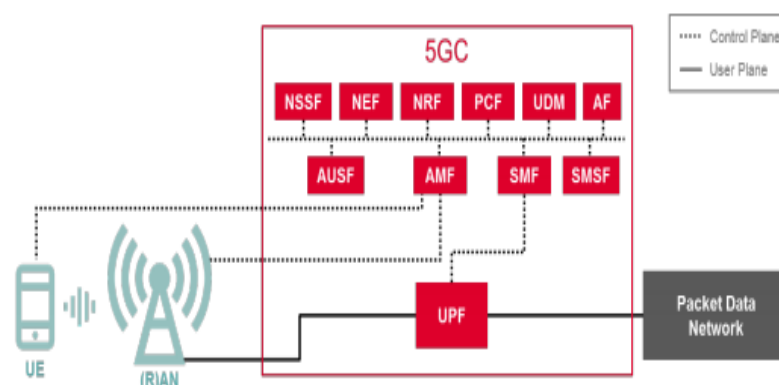 5GC
Control Plane
User Plane
NSSF NEF NRF PCF UDM AF
AUSF AMF SMF SMSF
UPF
Packet Data
Network
UE
(R)AN